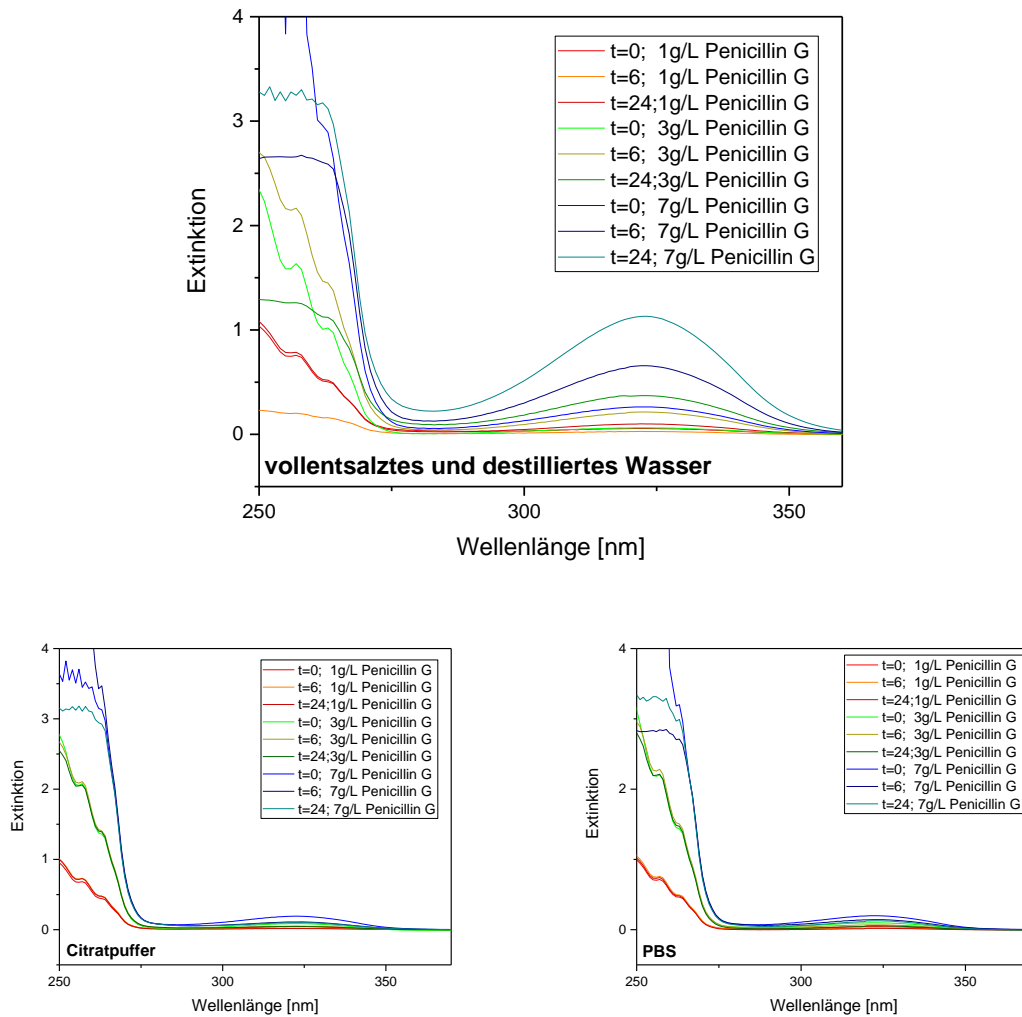 4
3
2
1
0
Extinktion
t=0; 1g/L Penicillin G
t=6; 1g/L Penicillin G
t=24;1g/L Penicillin G
t=0; 3g/L Penicillin G
t=6; 3g/L Penicillin G
t=24;3g/L Penicillin G
t=0; 7g/L Penicillin G
t=6; 7g/L Penicillin G
t=24; 7g/L Penicillin G
vollentsalztes und destilliertes Wasser
250 300 350
Wellenlänge [nm]
4
3
2
1
0
Extinktion
t=0; 1g/L Penicillin G
t=6; 1g/L Penicillin G
t=24;1g/L Penicillin G
t=0; 3g/L Penicillin G
t=6; 3g/L Penicillin G
t=24;3g/L Penicillin G
t=0; 7g/L Penicillin G
t=6; 7g/L Penicillin G
t=24; 7g/L Penicillin G
Citratpuffer
250 300 350
Wellenlänge [nm]
4
3
2
1
0
Extinktion
t=0; 1g/L Penicillin G
t=6; 1g/L Penicillin G
t=24;1g/L Penicillin G
t=0; 3g/L Penicillin G
t=6; 3g/L Penicillin G
t=24;3g/L Penicillin G
t=0; 7g/L Penicillin G
t=6; 7g/L Penicillin G
t=24; 7g/L Penicillin G
PBS
250 300 350
Wellenlänge [nm]